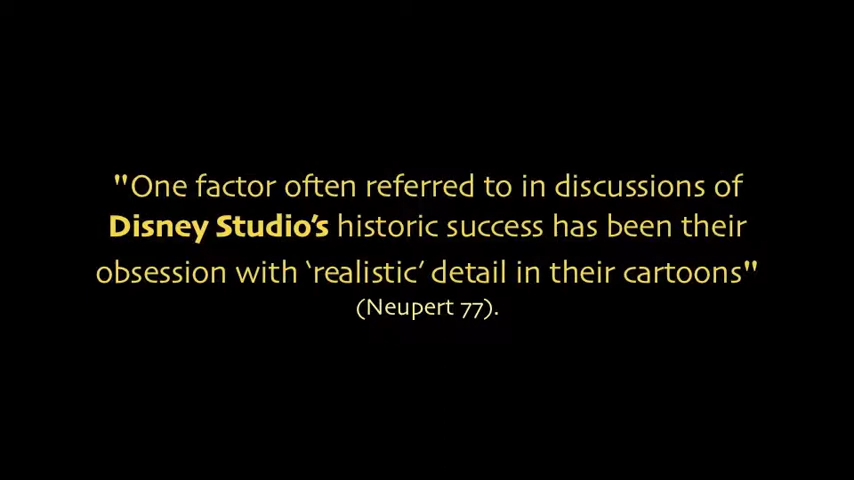 "One factor often referred to in discussions of
Disney Studio’s historic success has been their
obsession with ‛realistic’ detail in their cartoons"
(Neupert 77).